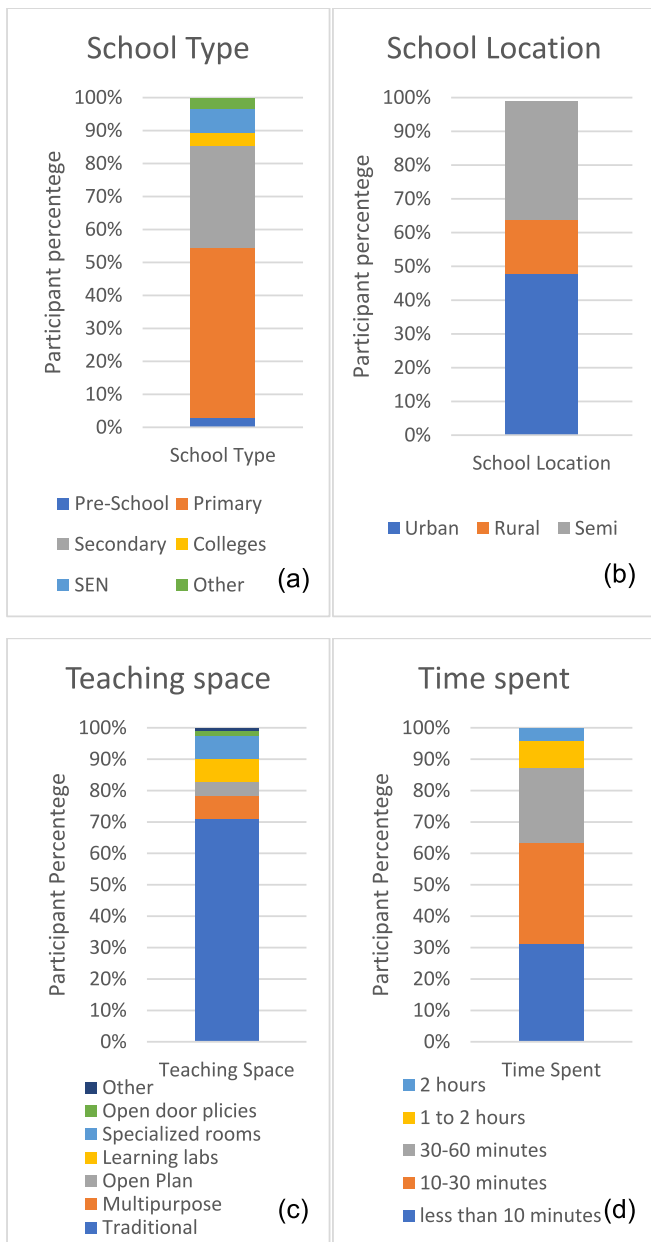 School Type
Participant percentege
100%
90%
80%
70%
60%
50%
40%
30%
20%
10%
0%
School Type
Pre-School Primary
Secondary Colleges
SEN Other
(a)
School Location
Participant percentege
100%
90%
80%
70%
60%
50%
40%
30%
20%
10%
0%
School Location
Urban Rural Semi
(b)
Teaching space
Participant Percentege
100%
90%
80%
70%
60%
50%
40%
30%
20%
10%
0%
Teaching Space
Other
Open door plicies
Specialized rooms
Learning labs
Open Plan
Multipurpose
Traditional
(c)
Time spent
Participant Percentege
100%
90%
80%
70%
60%
50%
40%
30%
20%
10%
0%
Time Spent
2 hours
1 to 2 hours
30-60 minutes
10-30 minutes
less than 10 minutes
(d)